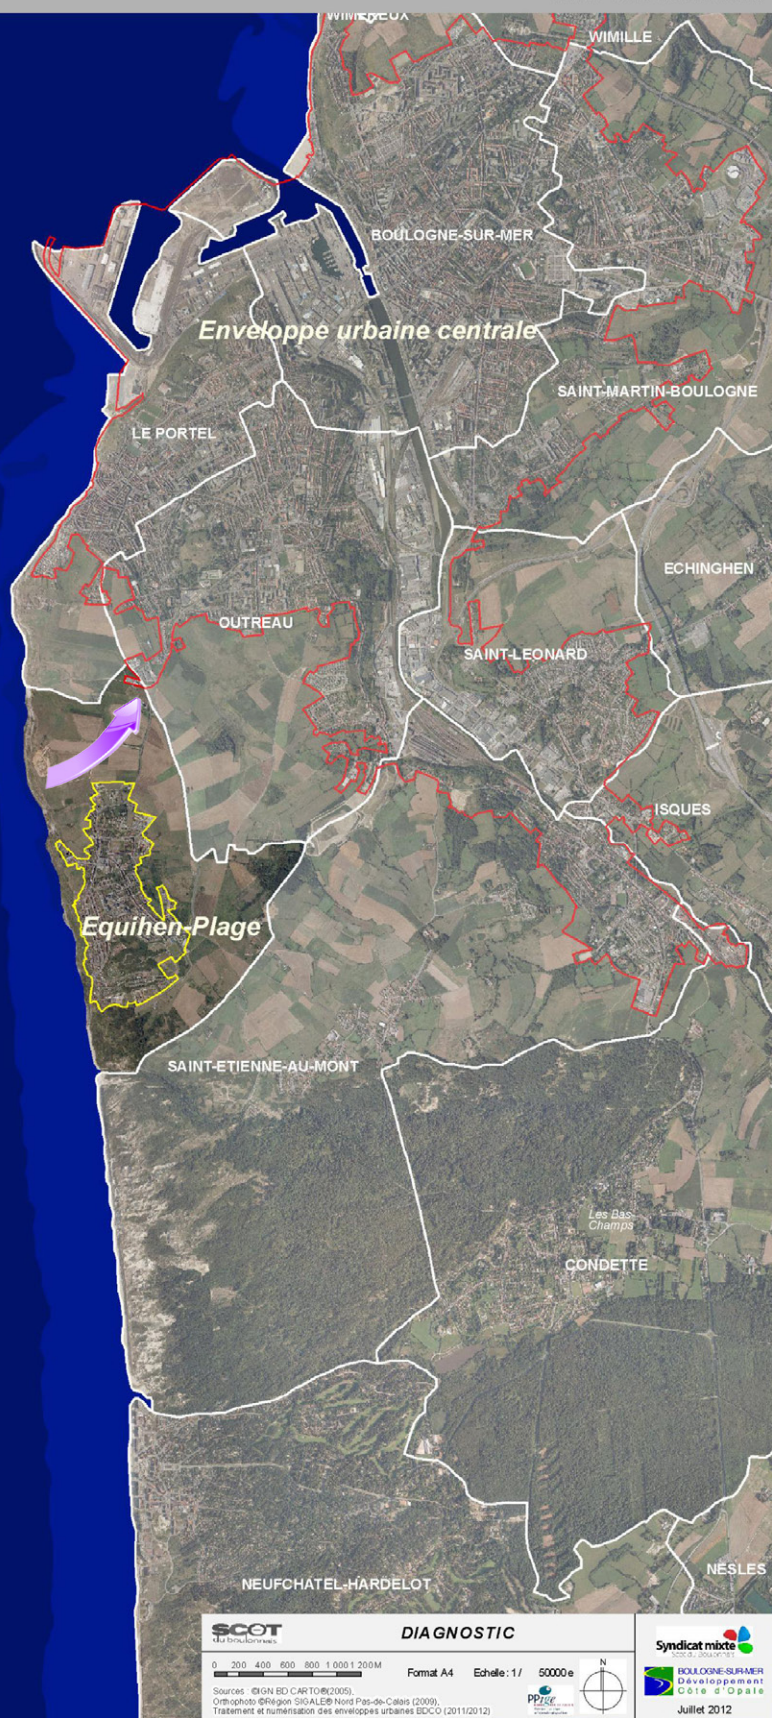 WIMEREUX
WIMILLE
BOULOGNE-SUR-MER
Enveloppe urbaine centrale
SAINT-MARTIN-BOULOGNE
LE PORTEL
ECHINGHEN
OUTREAU
SAINT-LEONARD
ISQUES
Equihen-Plage
SAINT-ETIENNE-AU-MONT
Les Bas-
Champs
CONDETTE
NESLES
NEUFCHATEL-HARDELOT
SCOT
du boulonnais
DIAGNOSTIC
Syndicat mixte
0 200 400 600 800 1 000 1 200M
Format A4 Echelle : 1 / 50000e
N
BOULOGNE-SUR-MER
Développement
Côte d'Opale
Sources : ©IGN BD CARTO®(2005),
Orthophoto ©Région SIGALE® Nord Pas-de-Calais (2009),
Traitement et numérisation des enveloppes urbaines BDCO (2011/2012)
PPige
Juillet 2012